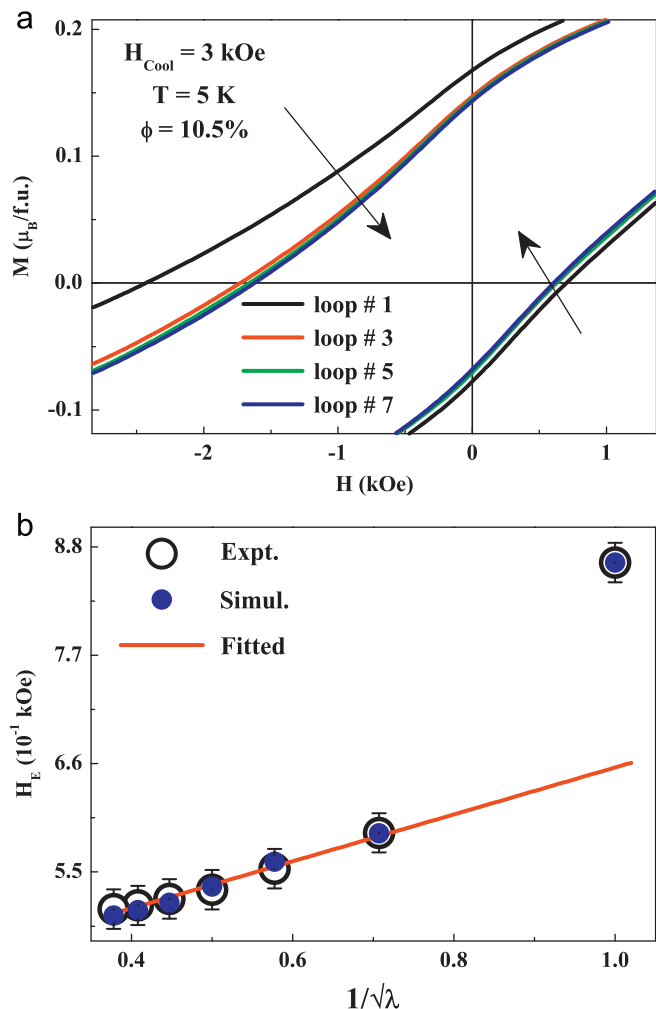 a
H_Cool = 3 kOe
T = 5 K
ϕ = 10.5%
0.2
0.1
0.0
-0.1
M (μ_B/f.u.)
loop # 1
loop # 3
loop # 5
loop # 7
-2 -1 0 1
H (kOe)
b
Expt.
Simul.
Fitted
8.8
7.7
6.6
5.5
H_E (10^-1 kOe)
0.4 0.6 0.8 1.0
1/√λ